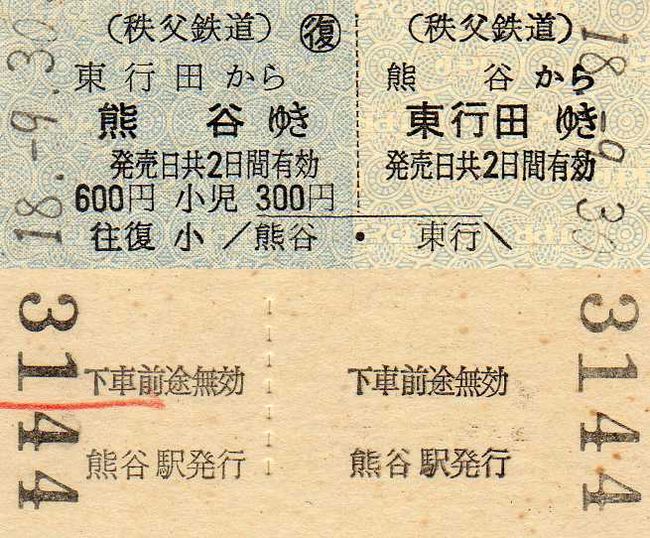 (秩父鉄道) ㊝復
東行田から
熊谷ゆき
発売日共2日間有効
600円 小児 300円
往復 小 /熊谷
18.-9.30
(秩父鉄道)
熊谷から
東行田ゆき
発売日共2日間有効
・ 東行\
18.-9.3
3144
下車前途無効
熊谷駅発行
下車前途無効
熊谷駅発行
3144